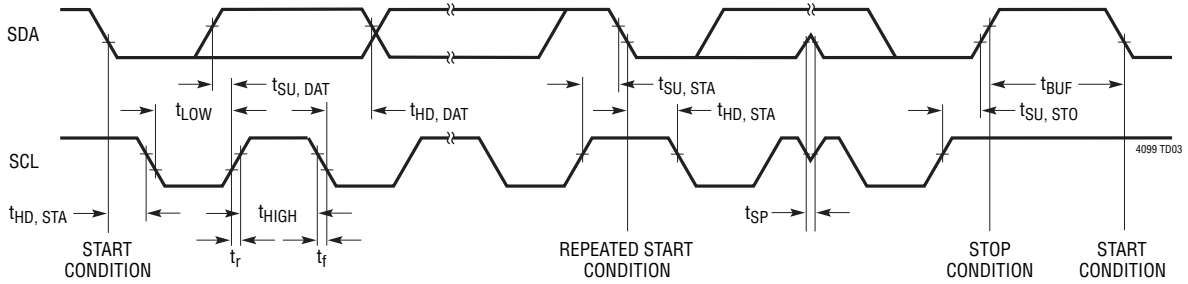 SDA
tSU, DAT
tSU, STA
tBUF
tLOW
tHD, DAT
tHD, STA
tSU, STO
SCL
4099 TD03
tHD, STA
tHIGH
tSP
tr
tf
START
CONDITION
REPEATED START
CONDITION
STOP
CONDITION
START
CONDITION